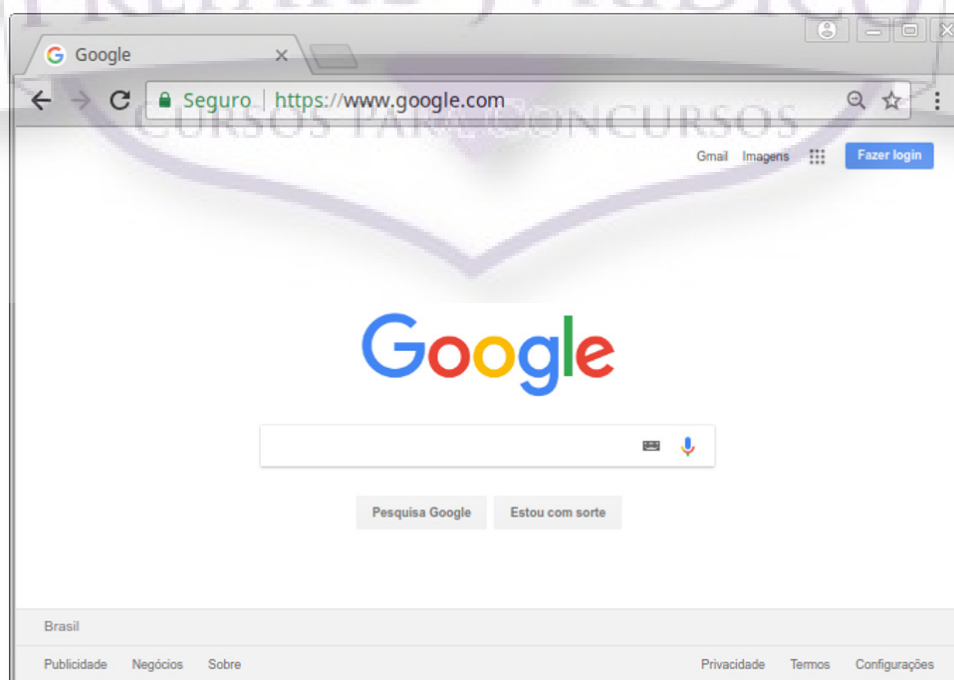 Google
Seguro https://www.google.com
CURSOS PARA CONCURSOS
Gmail Imagens Fazer login
Google
Pesquisa Google Estou com sorte
Brasil
Publicidade Negócios Sobre Privacidade Termos Configurações